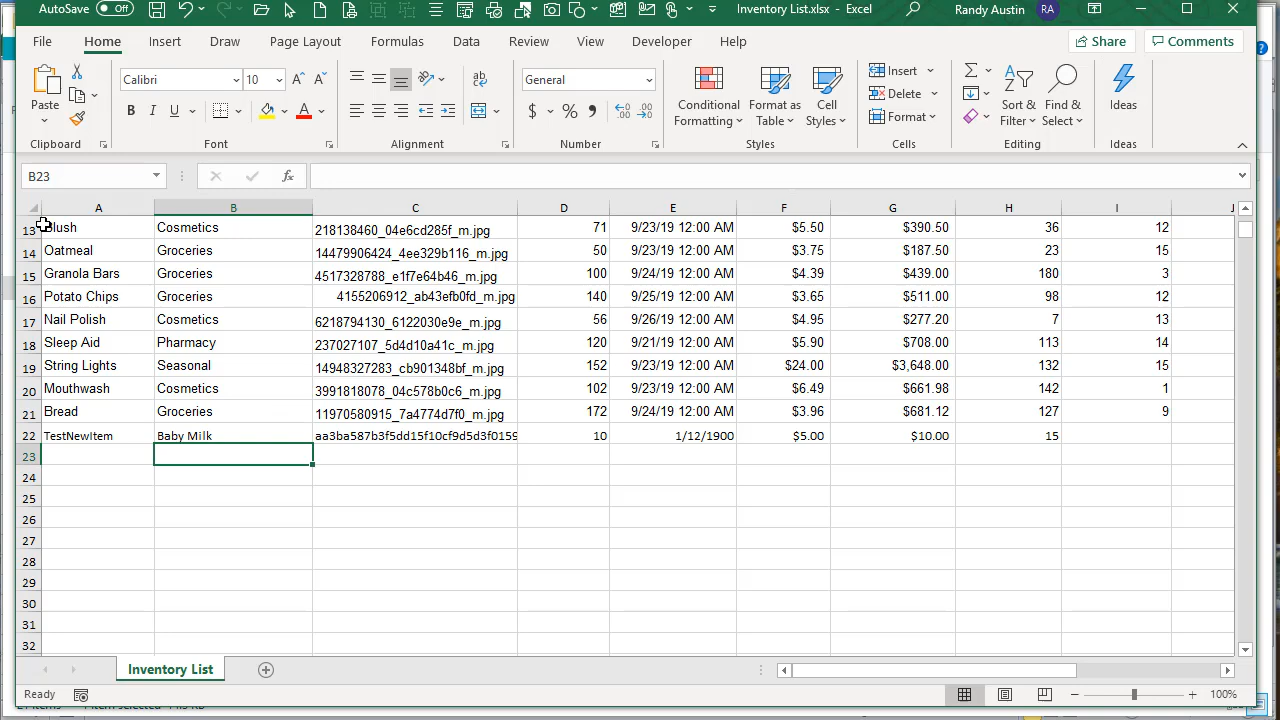 AutoSave Off Inventory List.xlsx - Excel Randy Austin RA
File Home Insert Draw Page Layout Formulas Data Review View Developer Help Share Comments
Paste Calibri 10 General Conditional Formatting Format as Table Cell Styles Insert Delete Format Sort & Filter Find & Select Ideas
Clipboard Font Alignment Number Styles Cells Editing Ideas
B23 fx
A B C D E F G H I J
13 Blush Cosmetics 218138460_04e6cd285f_m.jpg 71 9/23/19 12:00 AM $5.50 $390.50 36 12
14 Oatmeal Groceries 14479906424_4ee329b116_m.jpg 50 9/23/19 12:00 AM $3.75 $187.50 23 15
15 Granola Bars Groceries 4517328788_e1f7e64b46_m.jpg 100 9/24/19 12:00 AM $4.39 $439.00 180 3
16 Potato Chips Groceries 4155206912_ab43efb0fd_m.jpg 140 9/25/19 12:00 AM $3.65 $511.00 98 12
17 Nail Polish Cosmetics 6218794130_6122030e9e_m.jpg 56 9/26/19 12:00 AM $4.95 $277.20 7 13
18 Sleep Aid Pharmacy 237027107_5d4d10a41c_m.jpg 120 9/21/19 12:00 AM $5.90 $708.00 113 14
19 String Lights Seasonal 14948327283_cb901348bf_m.jpg 152 9/23/19 12:00 AM $24.00 $3,648.00 132 15
20 Mouthwash Cosmetics 3991818078_04c578b0c6_m.jpg 102 9/23/19 12:00 AM $6.49 $661.98 142 1
21 Bread Groceries 11970580915_7a4774d7f0_m.jpg 172 9/24/19 12:00 AM $3.96 $681.12 127 9
22 TestNewItem Baby Milk aa3ba587b3f5dd15f10cf9d5d3f0159 10 1/12/1900 $5.00 $10.00 15
23
24
25
26
27
28
29
30
31
32
Inventory List
Ready 100%